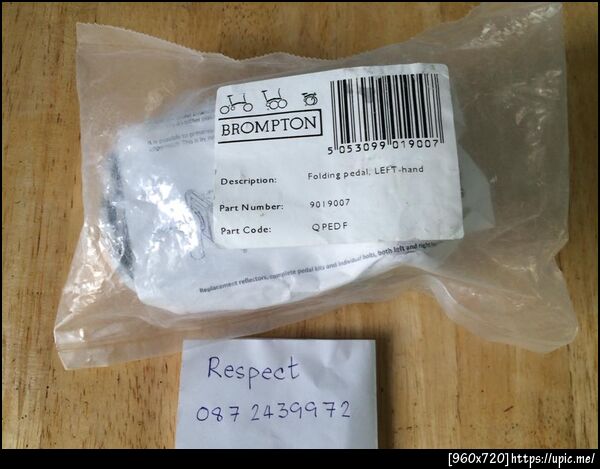 BROMPTON
5 053099 019007
Description: Folding pedal, LEFT-hand
Part Number: 9019007
Part Code: QPEDF
Replacement reflectors, complete pedal kits and individual bolts, both left and right
Respect
087 2439972
[960x720]https://upic.me/